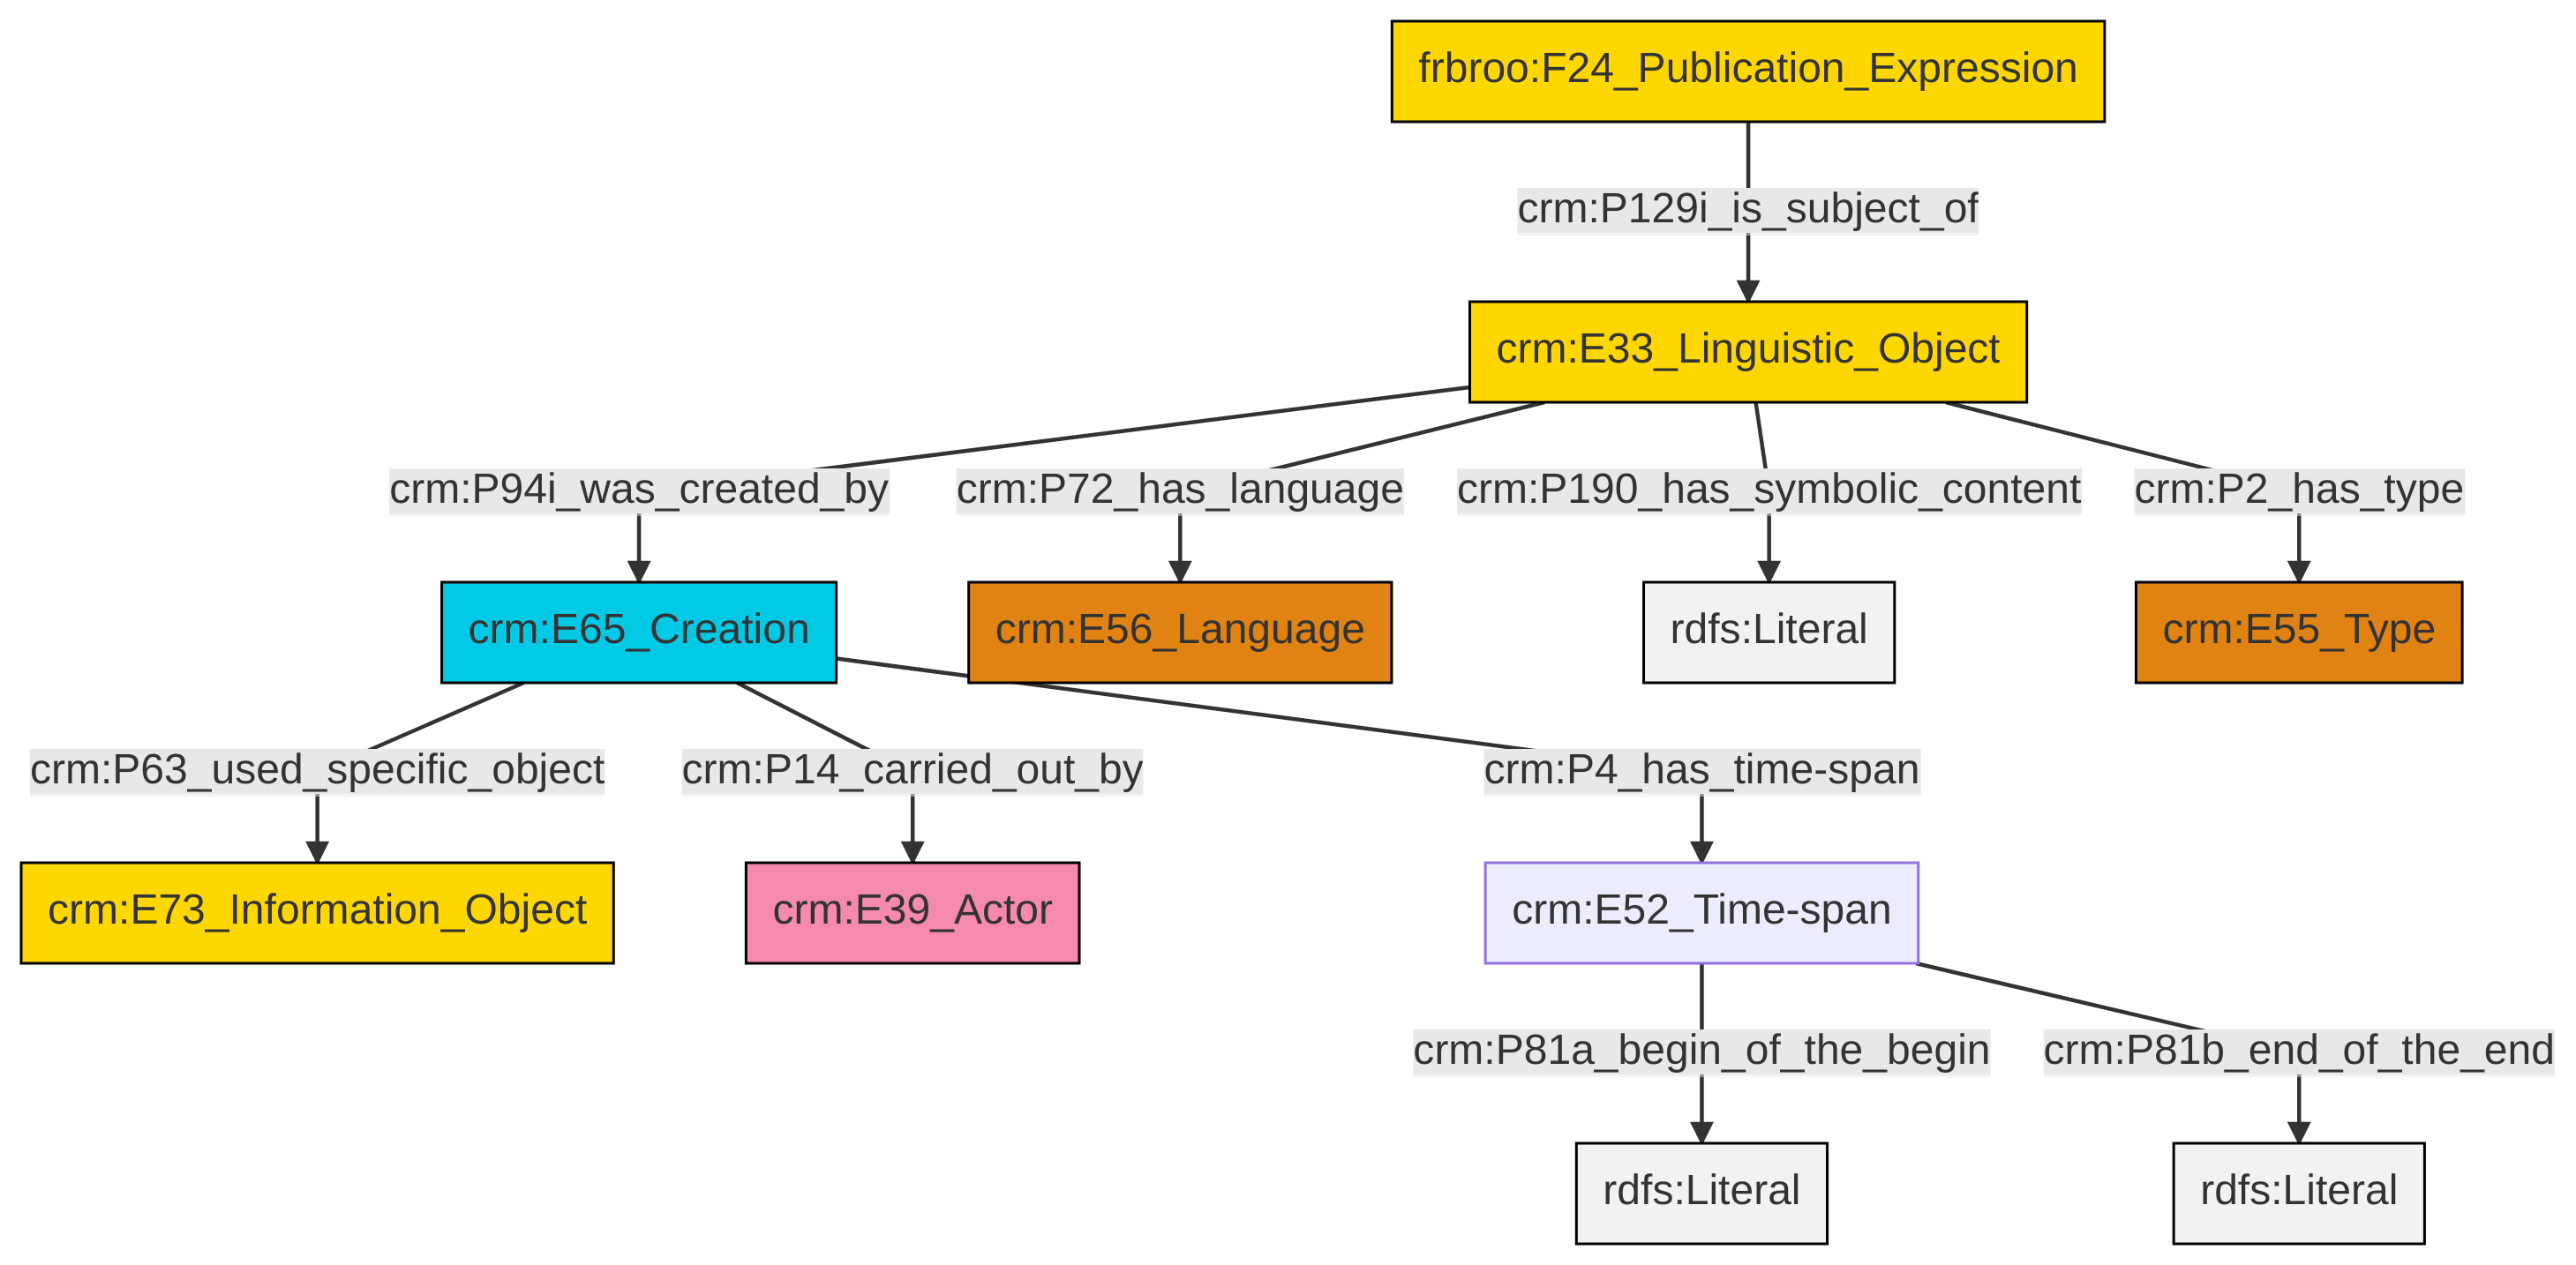 frbroo:F24_Publication_Expression
crm:P129i_is_subject_of
crm:E33_Linguistic_Object
crm:P94i_was_created_by
crm:P72_has_language
crm:P190_has_symbolic_content
crm:P2_has_type
crm:E65_Creation
crm:E56_Language
rdfs:Literal
crm:E55_Type
crm:P63_used_specific_object
crm:P14_carried_out_by
crm:P4_has_time-span
crm:E73_Information_Object
crm:E39_Actor
crm:E52_Time-span
crm:P81a_begin_of_the_begin
crm:P81b_end_of_the_end
rdfs:Literal
rdfs:Literal